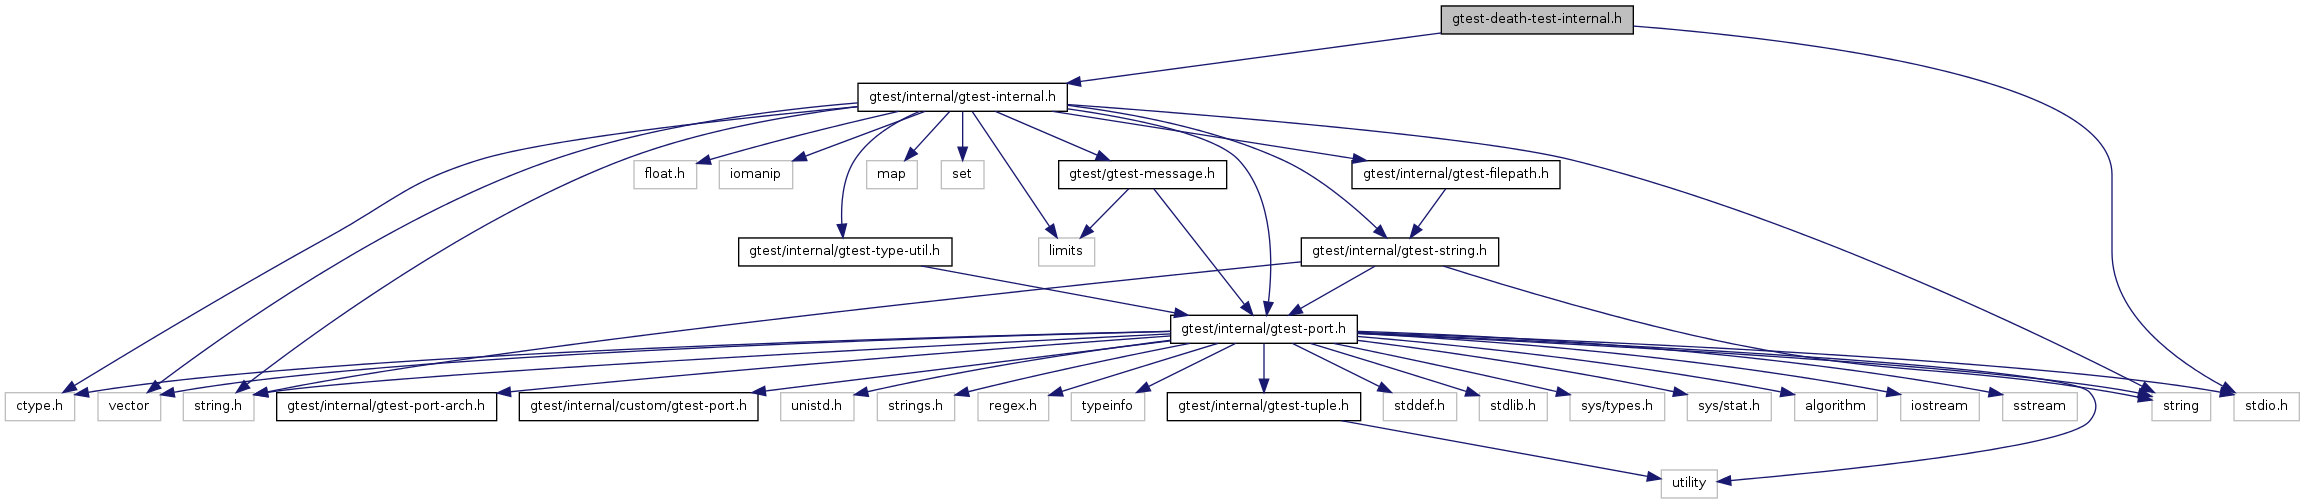 gtest-death-test-internal.h
gtest/internal/gtest-internal.h
float.h
iomanip
map
set
gtest/gtest-message.h
gtest/internal/gtest-filepath.h
gtest/internal/gtest-type-util.h
limits
gtest/internal/gtest-string.h
gtest/internal/gtest-port.h
ctype.h
vector
string.h
gtest/internal/gtest-port-arch.h
gtest/internal/custom/gtest-port.h
unistd.h
strings.h
regex.h
typeinfo
gtest/internal/gtest-tuple.h
stddef.h
stdlib.h
sys/types.h
sys/stat.h
algorithm
iostream
sstream
string
stdio.h
utility